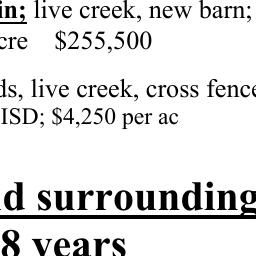 in; live creek, new barn;
cre $255,500
ds, live creek, cross fence
ISD; $4,250 per ac
d surrounding
8 years